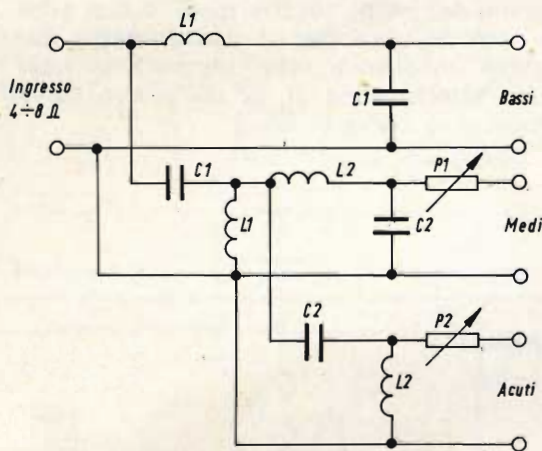 L1
Ingresso
4÷8 Ω
C1
Bassi
C1
L2
P1
L1
C2
Medi
C2
P2
L2
Acuti